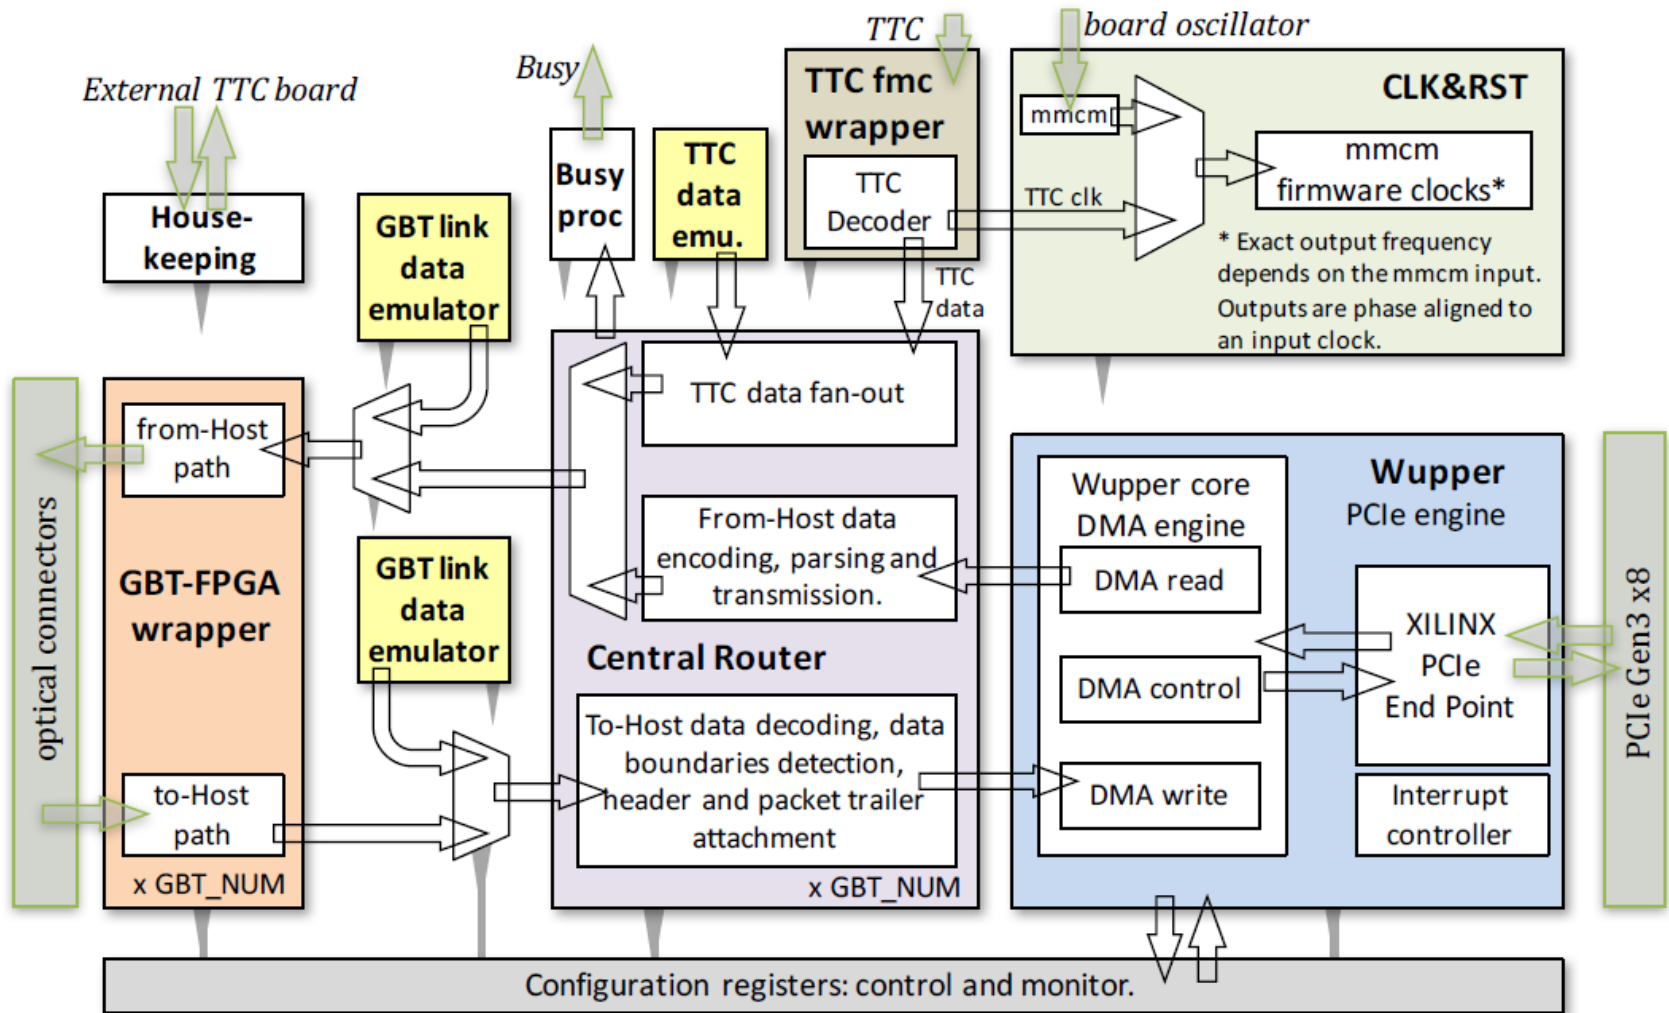 External TTC board
Busy
TTC
board oscillator
House-
keeping
GBT link
data
emulator
Busy
proc
TTC
data
emu.
TTC fmc
wrapper
TTC
Decoder
TTC clk
TTC
data
CLK&RST
mmcm
mmcm
firmware clocks*
* Exact output frequency
depends on the mmcm input.
Outputs are phase aligned to
an input clock.
optical connectors
from-Host
path
GBT-FPGA
wrapper
to-Host
path
x GBT_NUM
GBT link
data
emulator
TTC data fan-out
From-Host data
encoding, parsing and
transmission.
Central Router
To-Host data decoding, data
boundaries detection,
header and packet trailer
attachment
x GBT_NUM
Wupper
PCIe engine
Wupper core
DMA engine
DMA read
DMA control
DMA write
XILINX
PCIe
End Point
Interrupt
controller
PCIe Gen3 x8
Configuration registers: control and monitor.